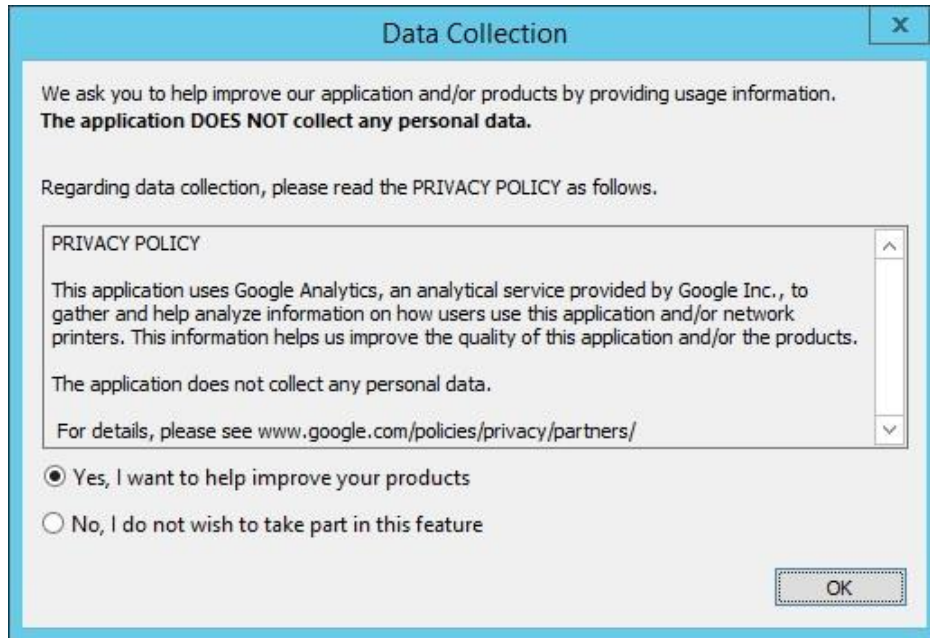 Data Collection
We ask you to help improve our application and/or products by providing usage information.
The application DOES NOT collect any personal data.
Regarding data collection, please read the PRIVACY POLICY as follows.
PRIVACY POLICY
This application uses Google Analytics, an analytical service provided by Google Inc., to
gather and help analyze information on how users use this application and/or network
printers. This information helps us improve the quality of this application and/or the products.
The application does not collect any personal data.
For details, please see www.google.com/policies/privacy/partners/
Yes, I want to help improve your products
No, I do not wish to take part in this feature
OK